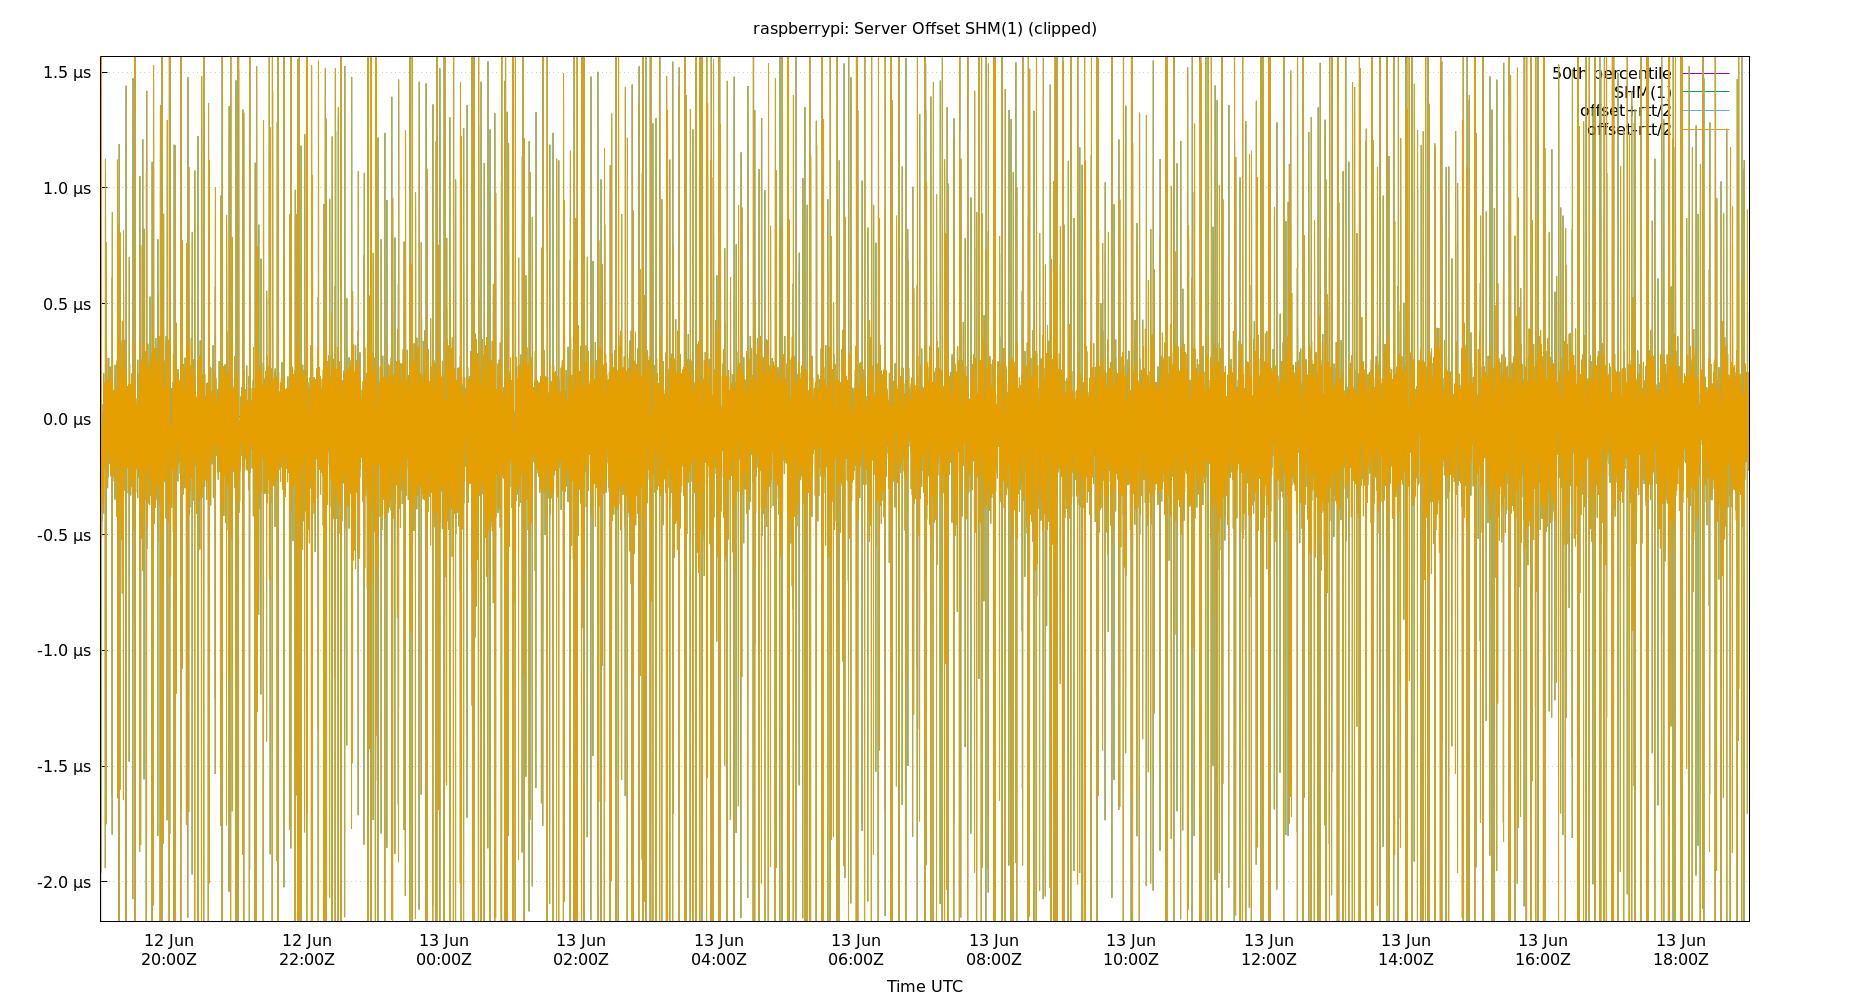 raspberrypi: Server Offset SHM(1) (clipped)
1.5 µs
1.0 µs
0.5 µs
0.0 µs
-0.5 µs
-1.0 µs
-1.5 µs
-2.0 µs
50th percentile
SHM(1)
offset+rtt/2
offset-rtt/2
12 Jun 12 Jun 13 Jun 13 Jun 13 Jun 13 Jun 13 Jun 13 Jun 13 Jun 13 Jun 13 Jun 13 Jun
20:00Z 22:00Z 00:00Z 02:00Z 04:00Z 06:00Z 08:00Z 10:00Z 12:00Z 14:00Z 16:00Z 18:00Z
Time UTC